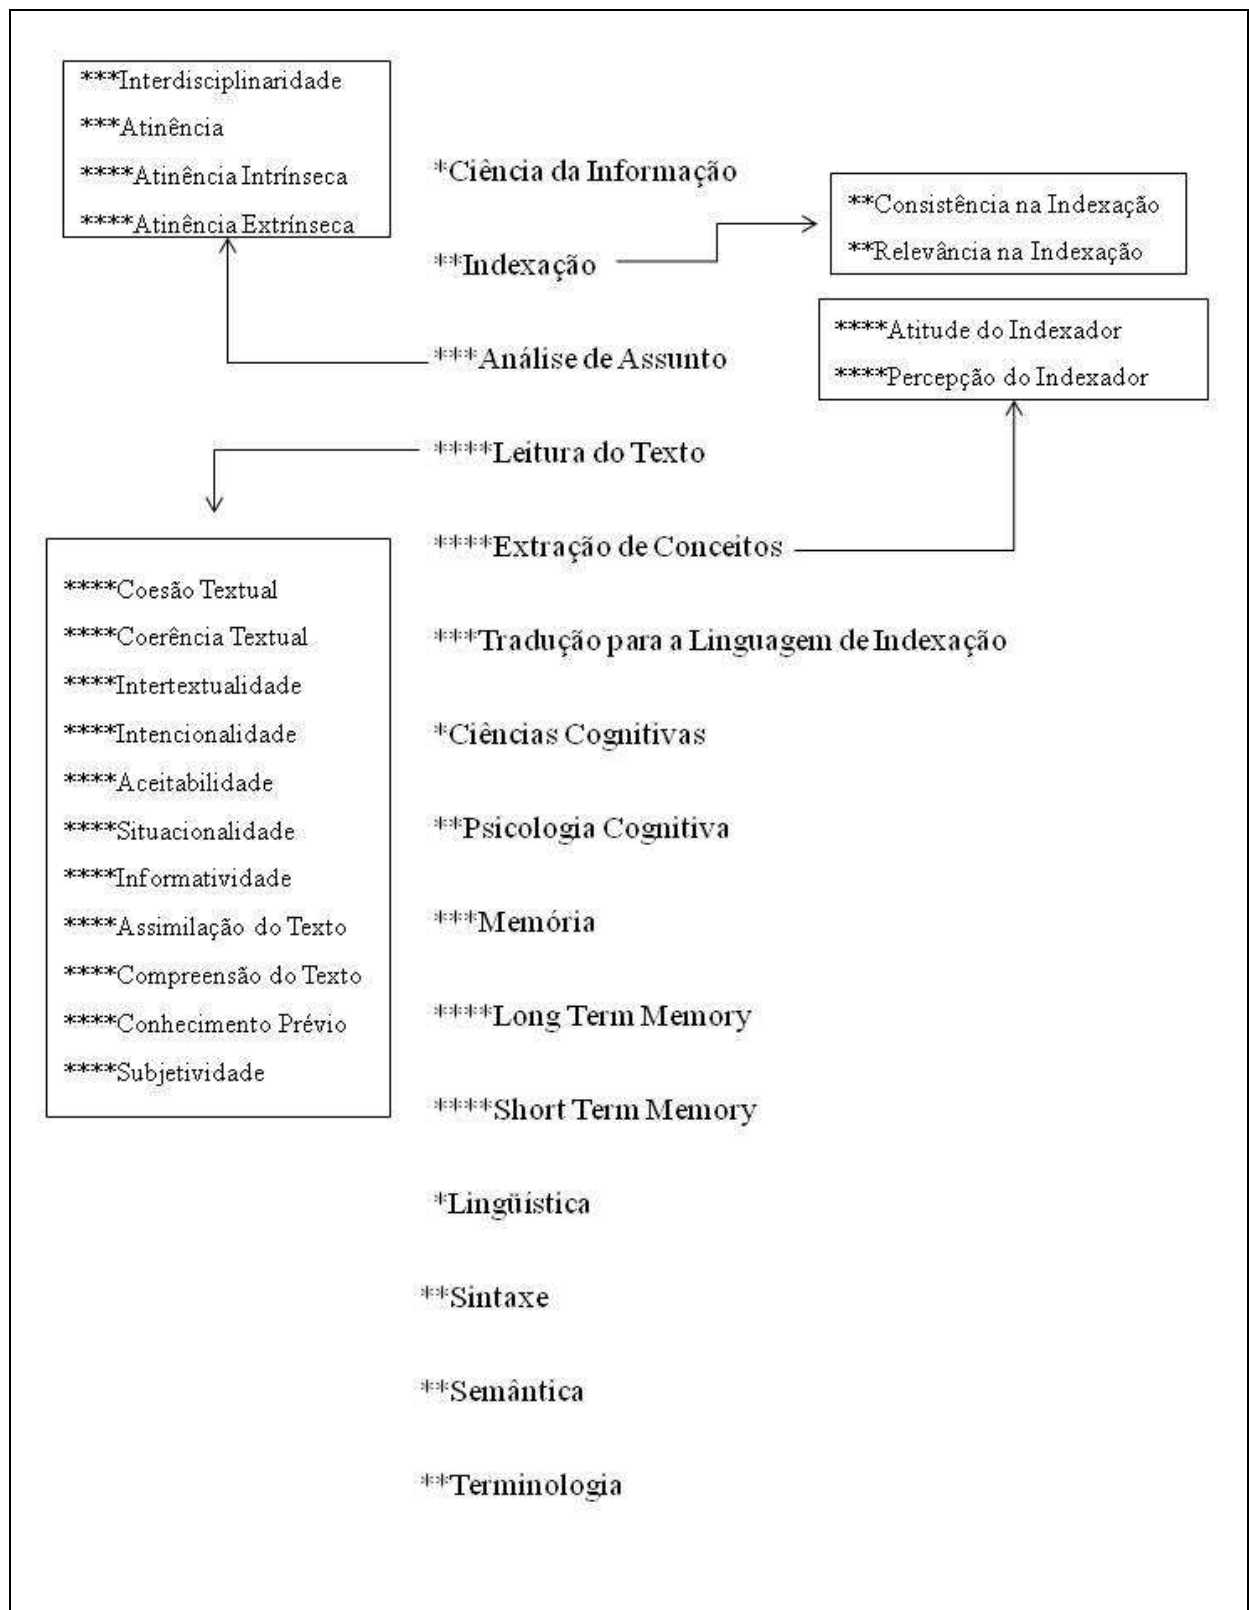 ***Interdisciplinaridade
***Atinência
****Atinência Intrínseca
****Atinência Extrínseca
*Ciência da Informação
**Indexação
**Consistência na Indexação
**Relevância na Indexação
****Atitude do Indexador
****Percepção do Indexador
***Análise de Assunto
****Leitura do Texto
****Extração de Conceitos
****Coesão Textual
****Coerência Textual
****Intertextualidade
****Intencionalidade
****Aceitabilidade
****Situacionalidade
****Informatividade
****Assimilação do Texto
****Compreensão do Texto
****Conhecimento Prévio
****Subjetividade
***Tradução para a Linguagem de Indexação
*Ciências Cognitivas
**Psicologia Cognitiva
***Memória
****Long Term Memory
****Short Term Memory
*Lingüística
**Sintaxe
**Semântica
**Terminologia